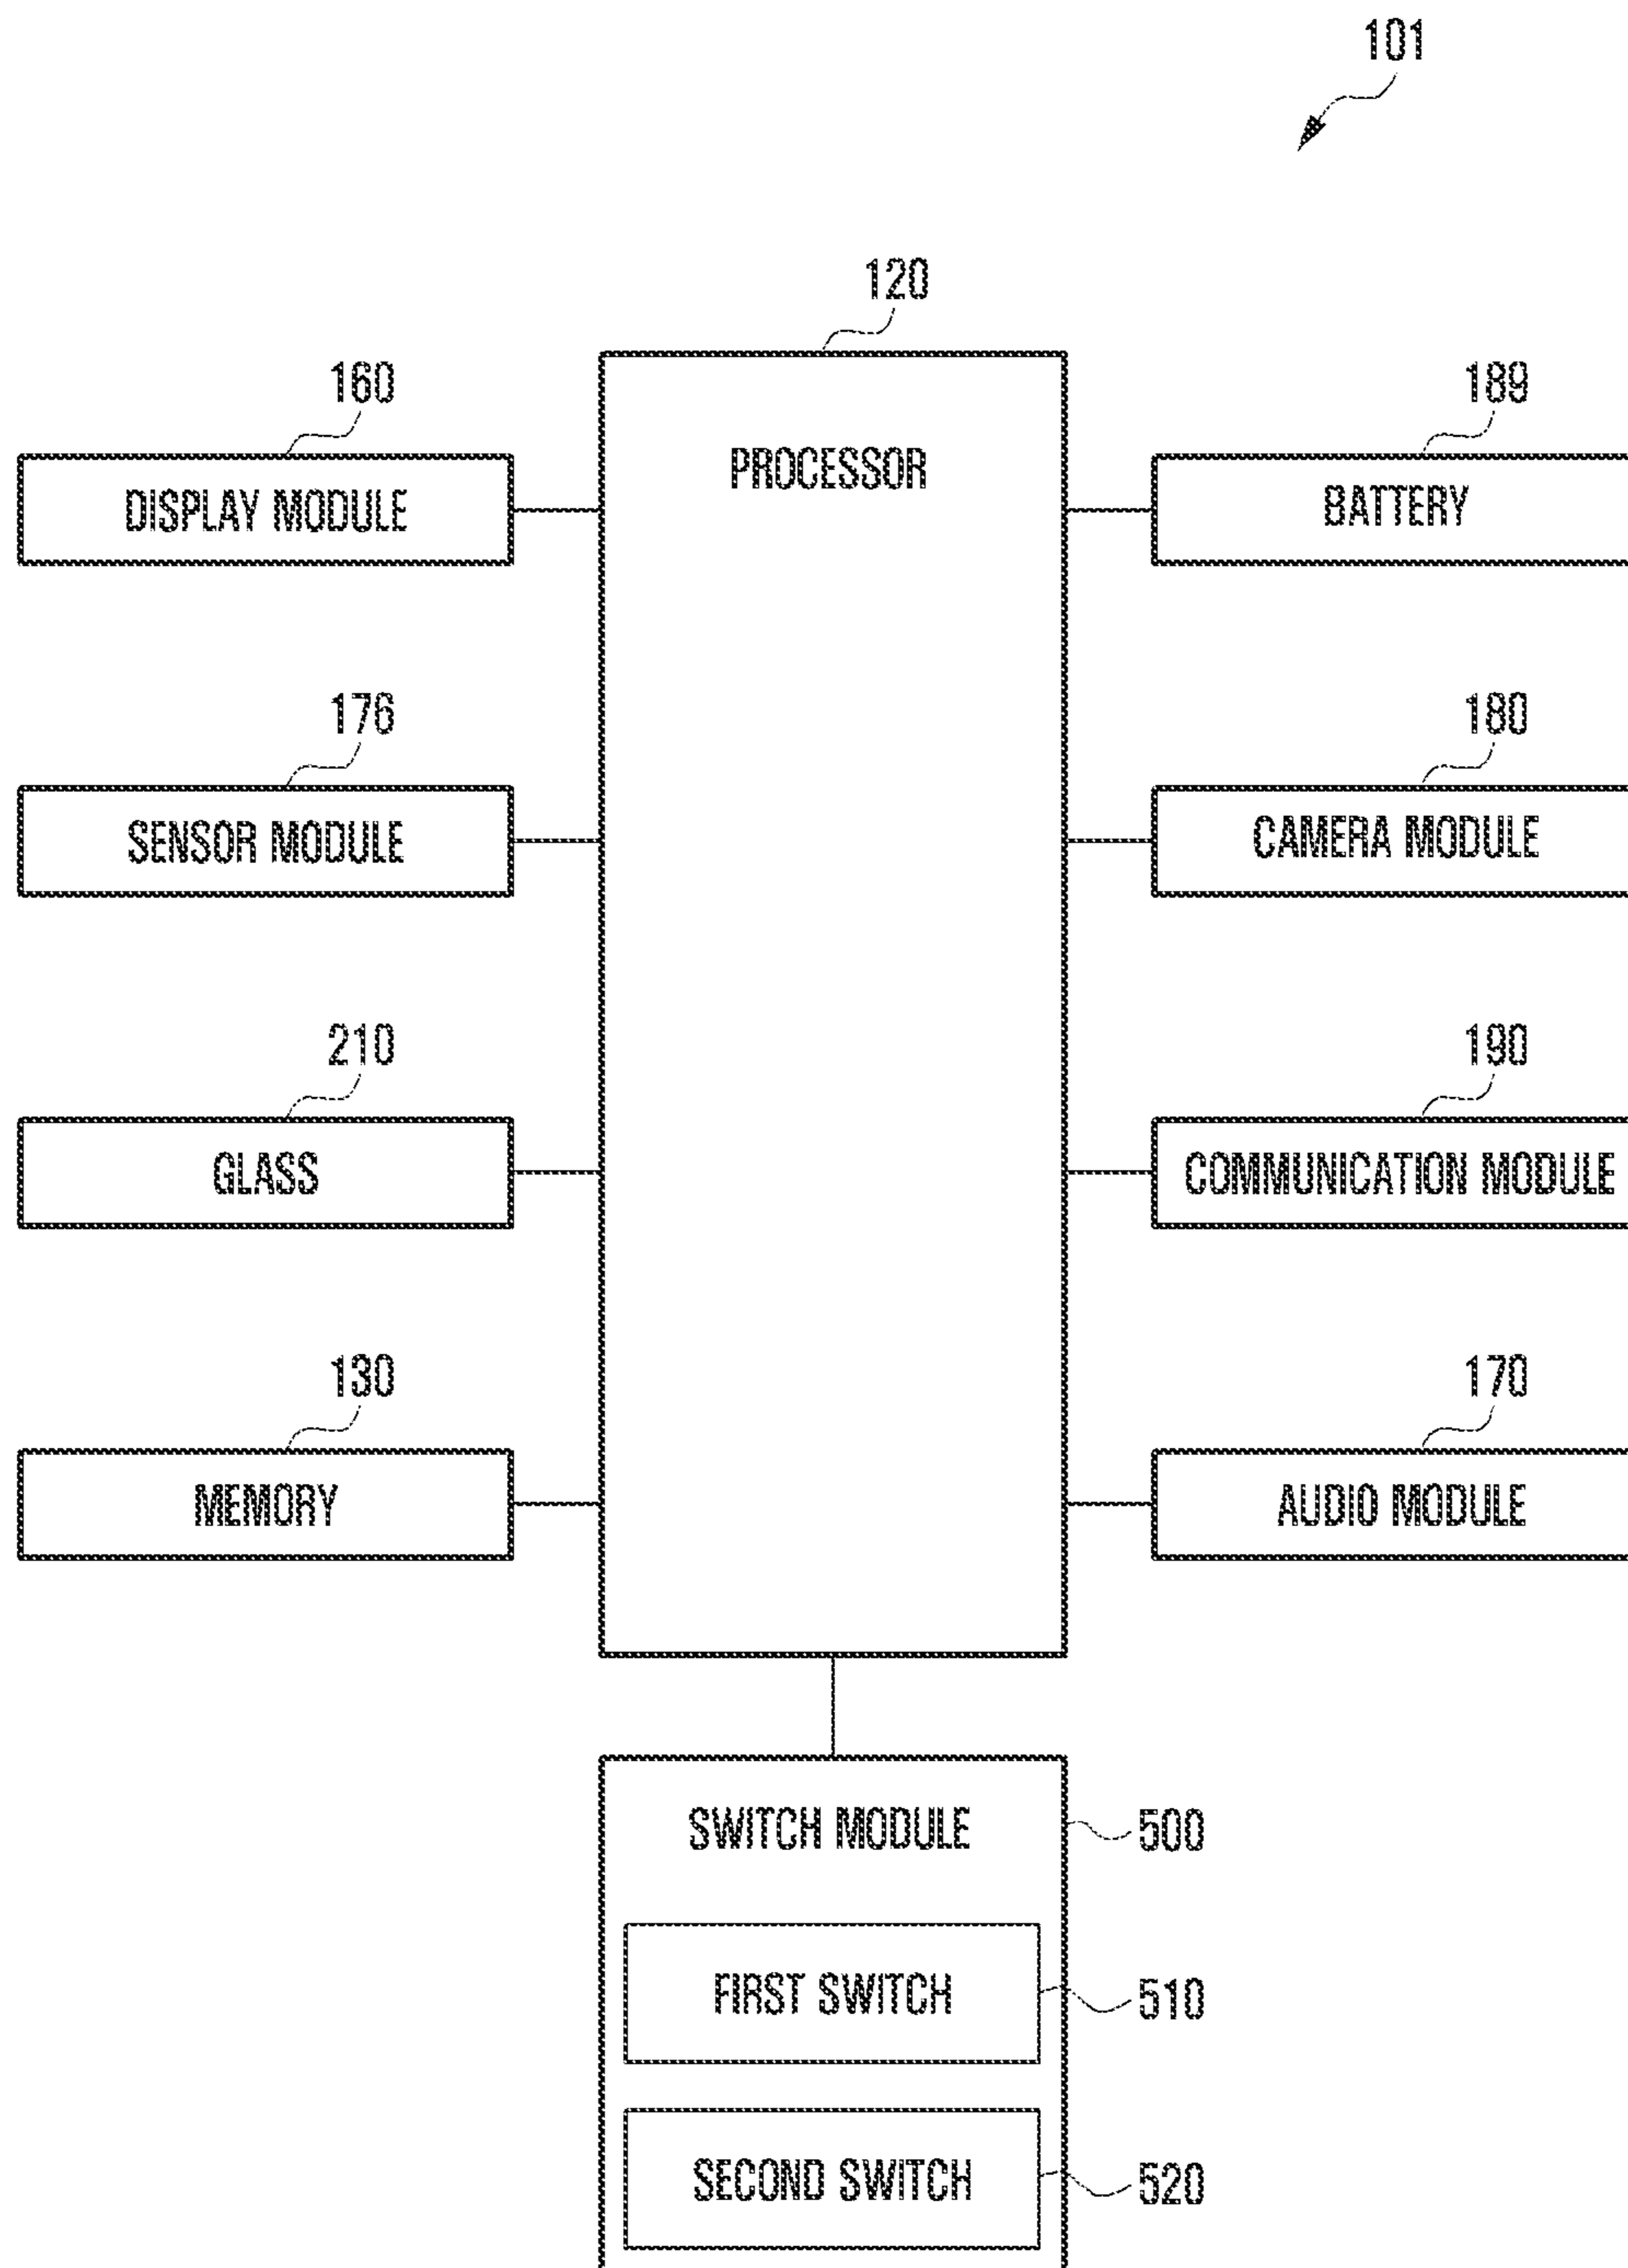 101
120
PROCESSOR
160
DISPLAY MODULE
189
BATTERY
176
SENSOR MODULE
180
CAMERA MODULE
210
GLASS
190
COMMUNICATION MODULE
130
MEMORY
170
AUDIO MODULE
SWITCH MODULE
500
FIRST SWITCH
510
SECOND SWITCH
520